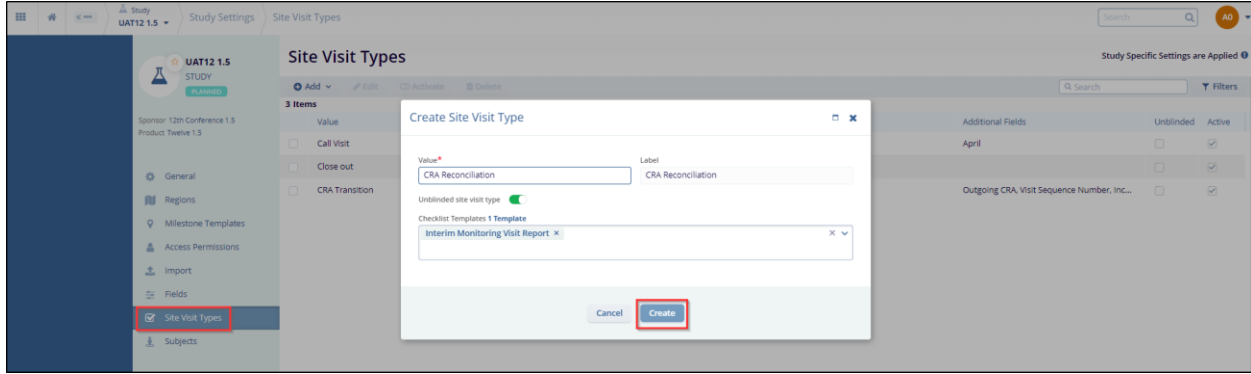 Study
UAT12 1.5 Study Settings Site Visit Types Search AO
UAT12 1.5
STUDY
PLANNED
Sponsor 12th Conference 1.5
Product Twelve 1.5
General
Regions
Milestone Templates
Access Permissions
Import
Fields
Site Visit Types
Subjects
Site Visit Types Study Specific Settings are Applied
Add Edit Activate Delete Search Filters
3 Items
Value Additional Fields Unblinded Active
Call Visit April
Close out
CRA Transition Outgoing CRA, Visit Sequence Number, Inc...
Create Site Visit Type
Value* Label
CRA Reconciliation CRA Reconciliation
Unblinded site visit type
Checklist Templates 1 Template
Interim Monitoring Visit Report ×
Cancel Create